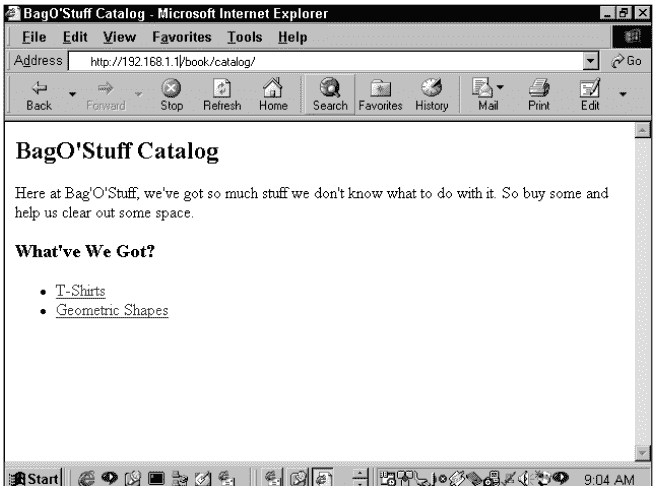 BagO'Stuff Catalog - Microsoft Internet Explorer
File Edit View Favorites Tools Help
Address http://192.168.1.1/book/catalog/ Go
Back Forward Stop Refresh Home Search Favorites History Mail Print Edit
BagO'Stuff Catalog
Here at Bag'O'Stuff, we've got so much stuff we don't know what to do with it. So buy some and
help us clear out some space.
What've We Got?
• T-Shirts
• Geometric Shapes
Start 9:04 AM